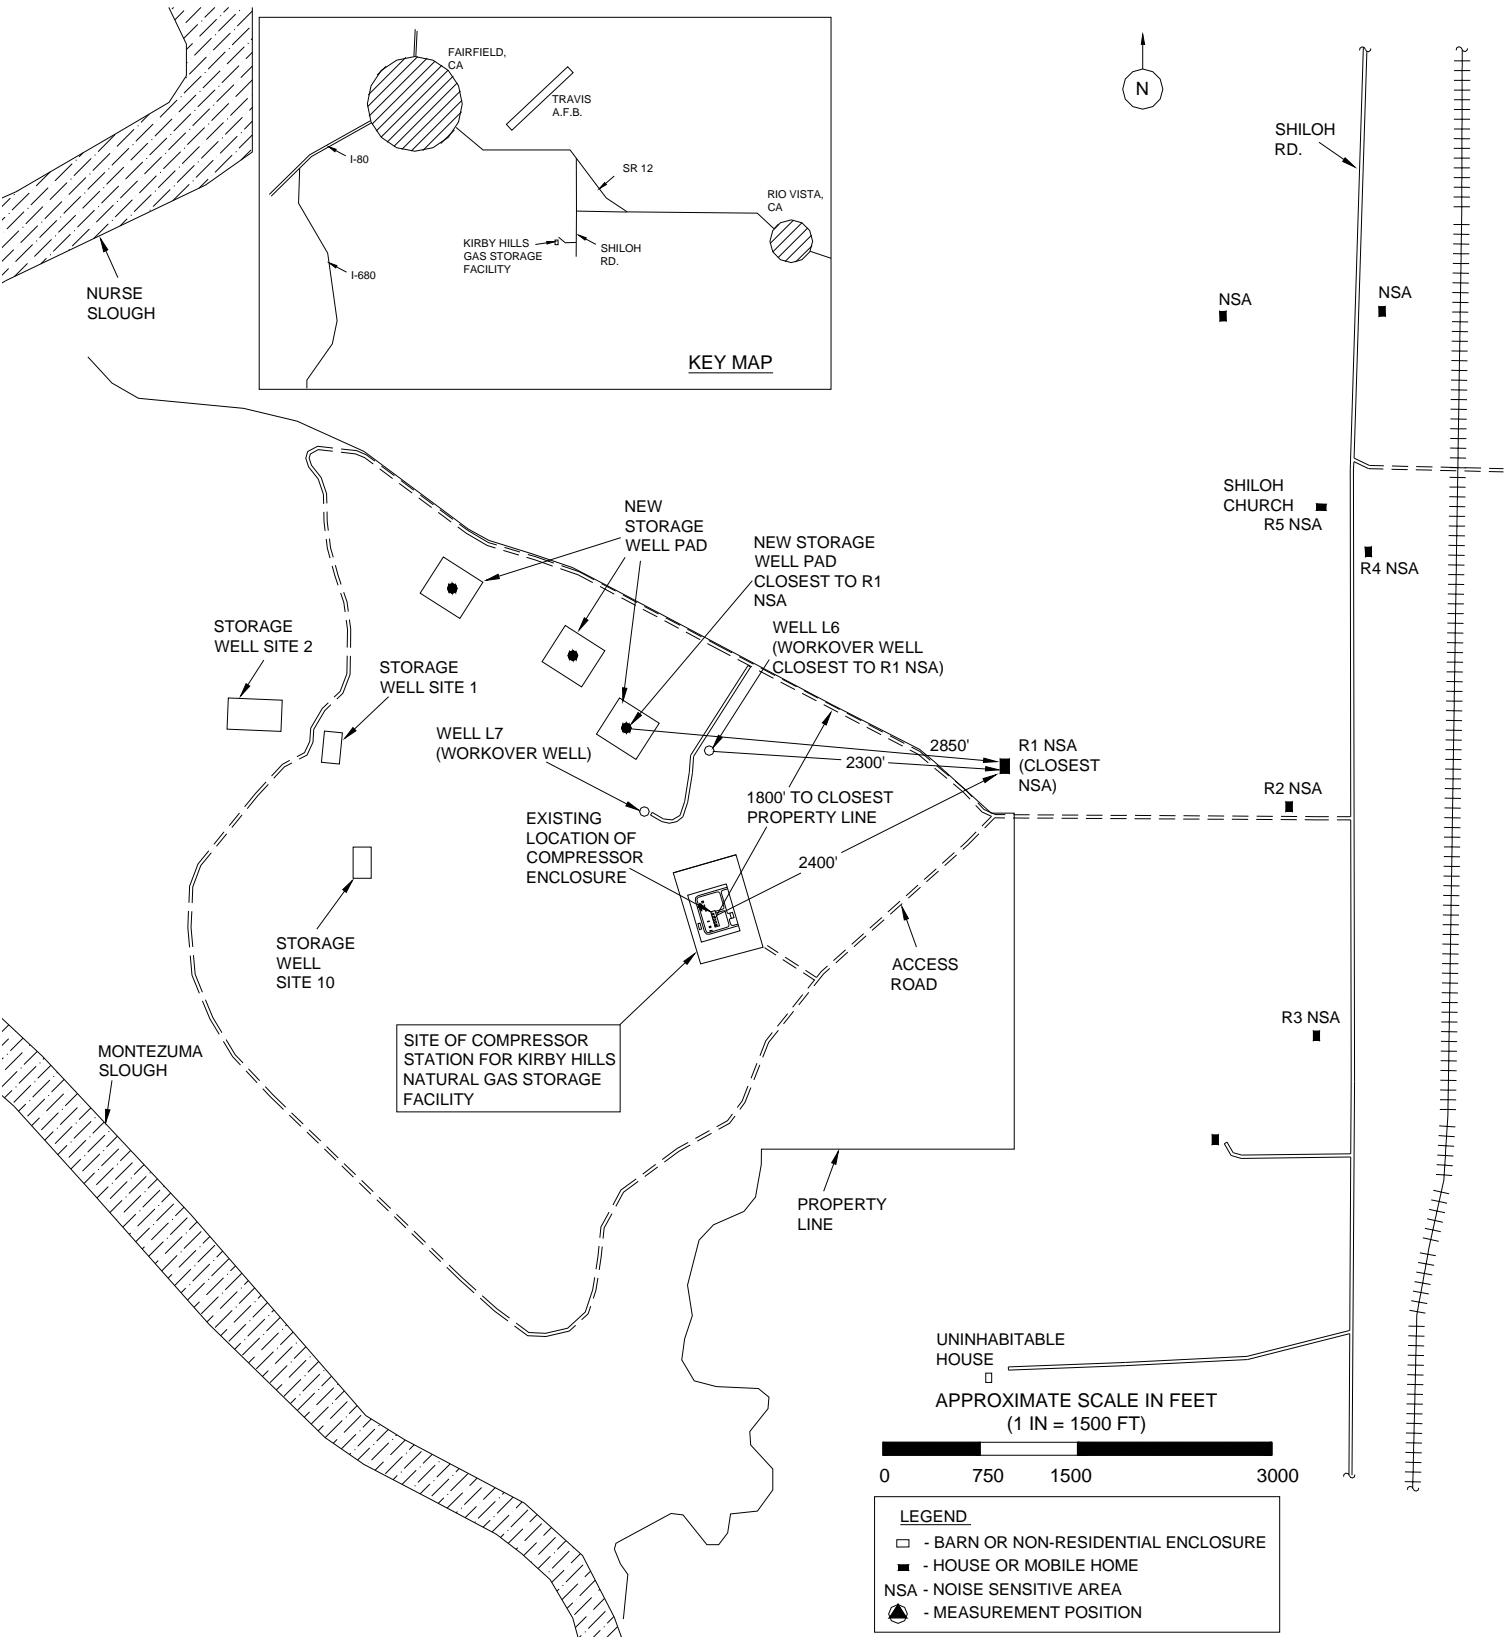 FAIRFIELD,
CA
TRAVIS
A.F.B.
I-80
SR 12
RIO VISTA,
CA
KIRBY HILLS
GAS STORAGE
FACILITY
SHILOH
RD.
I-680
KEY MAP
N
SHILOH
RD.
NURSE
SLOUGH
NSA
NSA
SHILOH
CHURCH
R5 NSA
R4 NSA
NEW
STORAGE
WELL PAD
NEW STORAGE
WELL PAD
CLOSEST TO R1
NSA
WELL L6
(WORKOVER WELL
CLOSEST TO R1 NSA)
STORAGE
WELL SITE 2
STORAGE
WELL SITE 1
WELL L7
(WORKOVER WELL)
2850'
2300'
R1 NSA
(CLOSEST
NSA)
R2 NSA
1800' TO CLOSEST
PROPERTY LINE
EXISTING
LOCATION OF
COMPRESSOR
ENCLOSURE
2400'
STORAGE
WELL
SITE 10
ACCESS
ROAD
R3 NSA
SITE OF COMPRESSOR
STATION FOR KIRBY HILLS
NATURAL GAS STORAGE
FACILITY
MONTEZUMA
SLOUGH
PROPERTY
LINE
UNINHABITABLE
HOUSE
APPROXIMATE SCALE IN FEET
(1 IN = 1500 FT)
0 750 1500 3000
LEGEND
- BARN OR NON-RESIDENTIAL ENCLOSURE
- HOUSE OR MOBILE HOME
NSA - NOISE SENSITIVE AREA
- MEASUREMENT POSITION